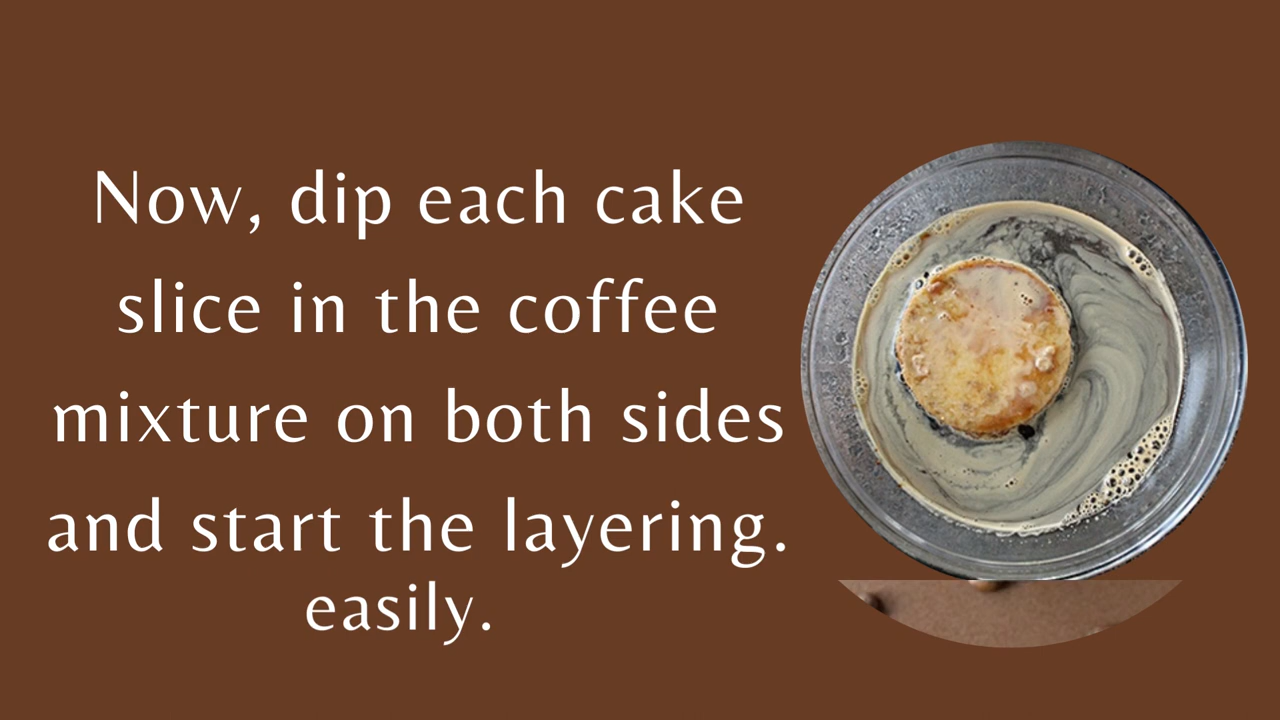 Now, dip each cake
slice in the coffee
mixture on both sides
and start the layering.
easily.